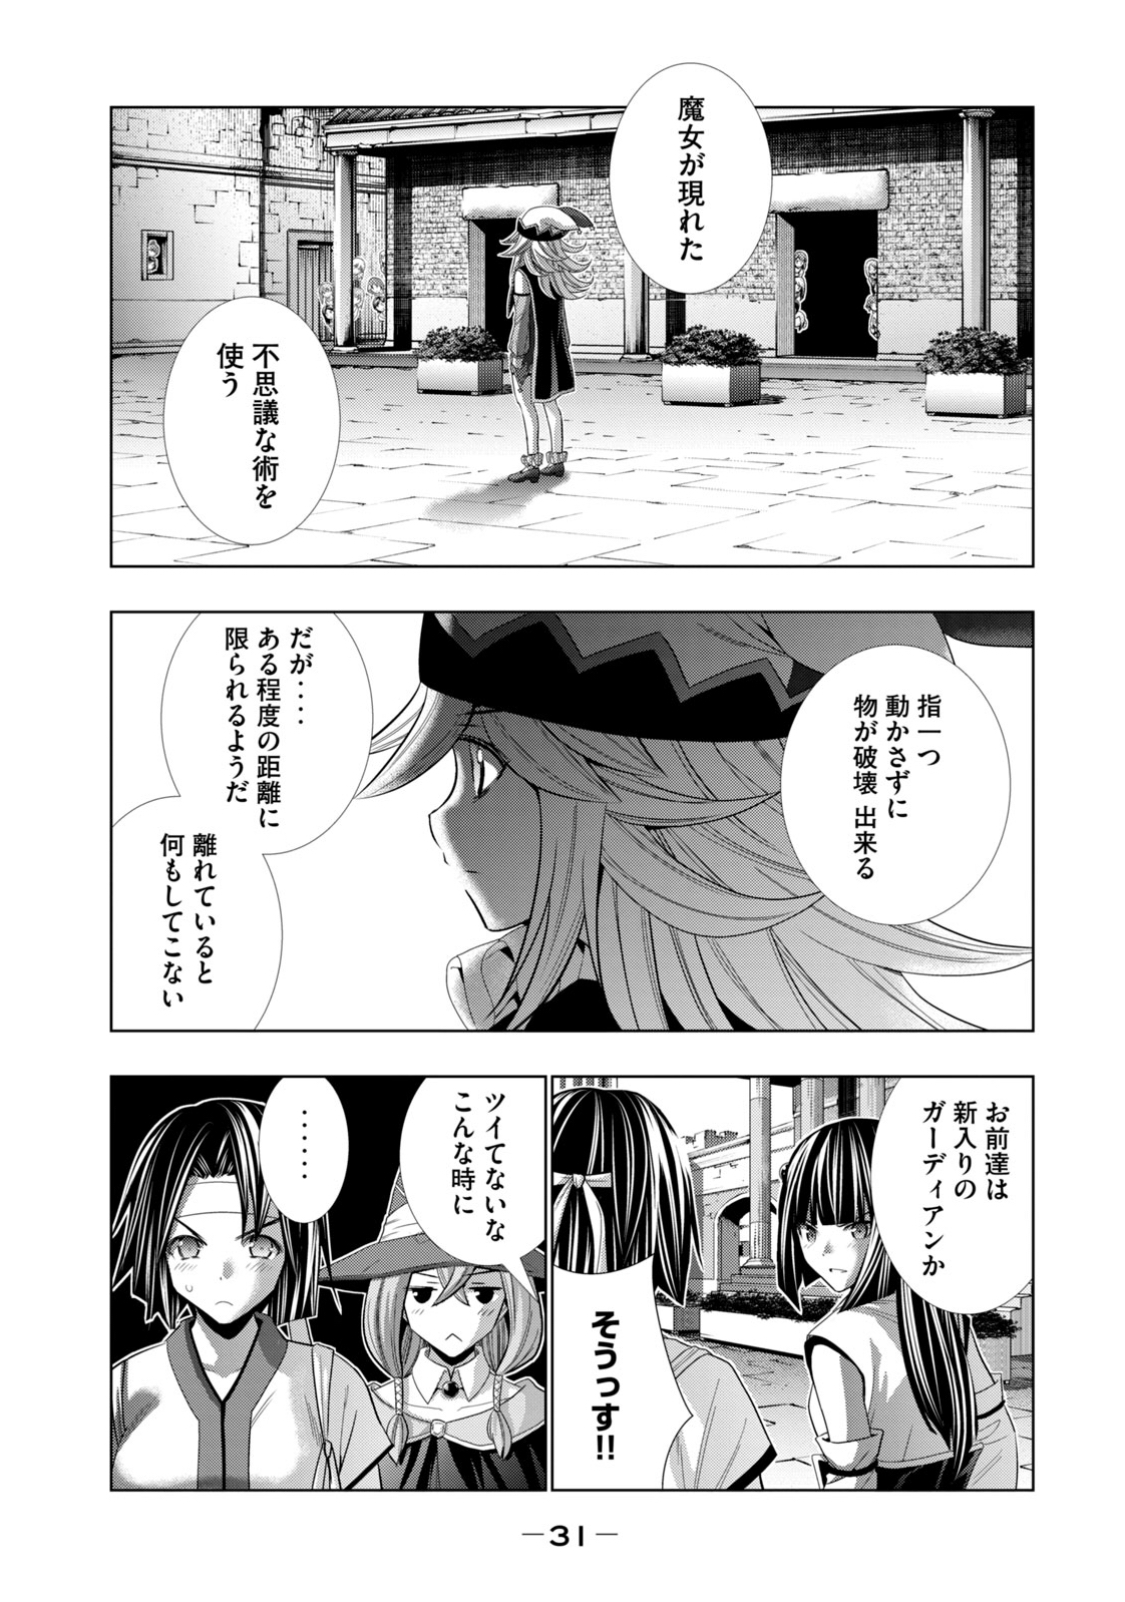 魔女が現れた
不思議な術を
使う
指一つ
動かさずに
物が破壊 出来る
だが‥‥
ある程度の距離に
限られるようだ
離れていると
何もしてこない
お前達は
新入りの
ガーディアンか
そうっす!!
ツイてないな
こんな時に
‥‥‥
—31—